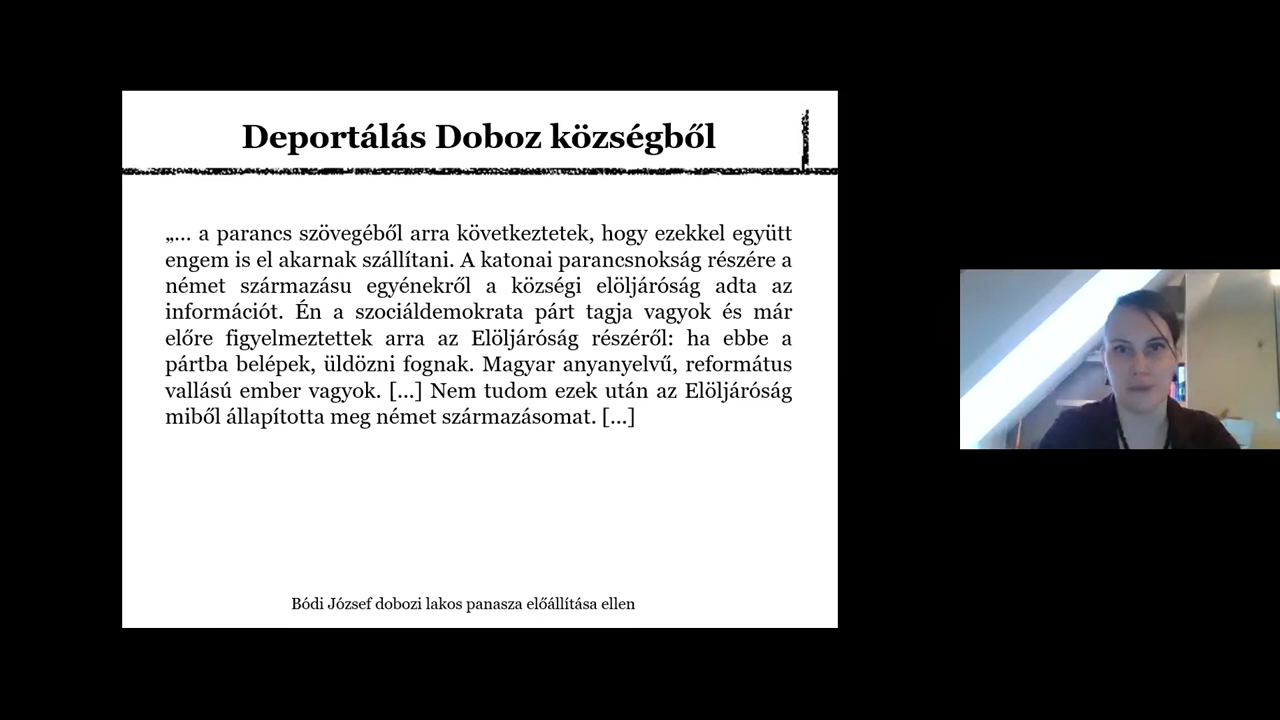 Deportálás Doboz községből
„... a parancs szövegéből arra következtetek, hogy ezekkel együtt
engem is el akarnak szállítani. A katonai parancsnokság részére a
német származásu egyénekről a községi elöljáróság adta az
információt. Én a szociáldemokrata párt tagja vagyok és már
előre figyelmeztettek arra az Elöljáróság részéről: ha ebbe a
pártba belépek, üldözni fognak. Magyar anyanyelvű, református
vallású ember vagyok. [...] Nem tudom ezek után az Elöljáróság
miből állapította meg német származásomat. [...]
Bódi József dobozi lakos panasza előállítása ellen